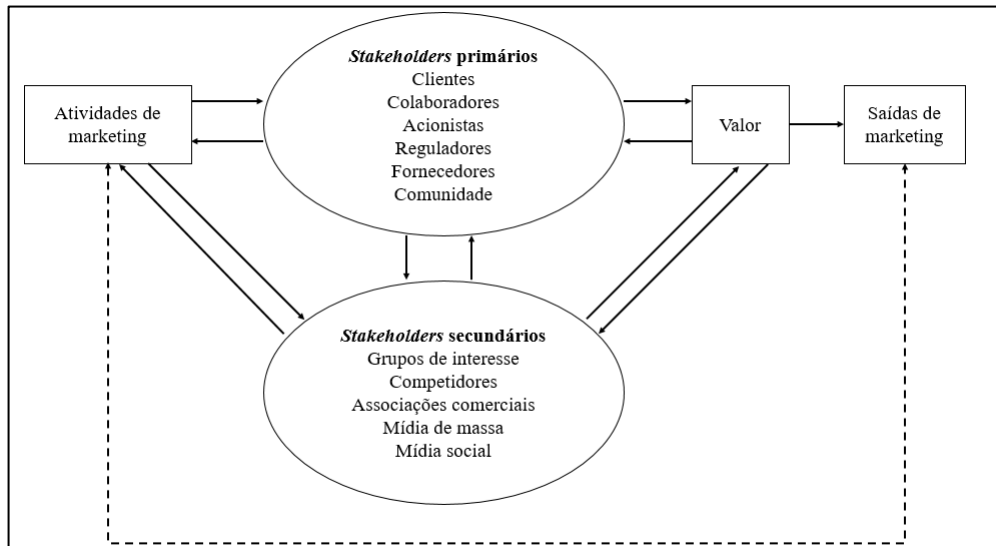 Stakeholders primários
Clientes
Colaboradores
Acionistas
Reguladores
Fornecedores
Comunidade
Atividades de
marketing
Valor
Saídas de
marketing
Stakeholders secundários
Grupos de interesse
Competidores
Associações comerciais
Mídia de massa
Mídia social